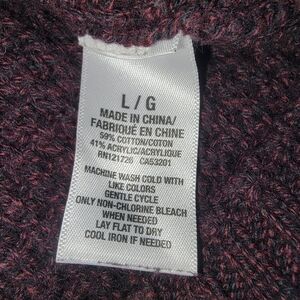 L / G
MADE IN CHINA/
FABRIQUÉ EN CHINE
59% COTTON/COTON
41% ACRYLIC/ACRYLIQUE
RN121726 CA53201
MACHINE WASH COLD WITH
LIKE COLORS
GENTLE CYCLE
ONLY NON-CHLORINE BLEACH
WHEN NEEDED
LAY FLAT TO DRY
COOL IRON IF NEEDED